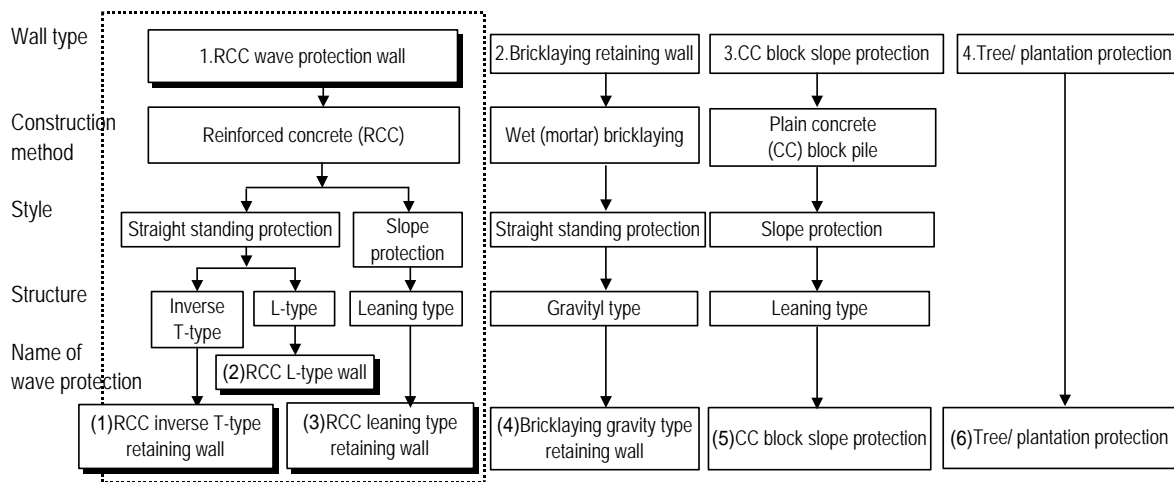 Wall type
1.RCC wave protection wall
2.Bricklaying retaining wall
3.CC block slope protection
4.Tree/ plantation protection
Construction
method
Reinforced concrete (RCC)
Wet (mortar) bricklaying
Plain concrete
(CC) block pile
Style
Straight standing protection
Slope
protection
Straight standing protection
Slope protection
Structure
Inverse
T-type
L-type
Leaning type
Gravityl type
Leaning type
Name of
wave protection
(2)RCC L-type wall
(1)RCC inverse T-type
retaining wall
(3)RCC leaning type
retaining wall
(4)Bricklaying gravity type
retaining wall
(5)CC block slope protection
(6)Tree/ plantation protection